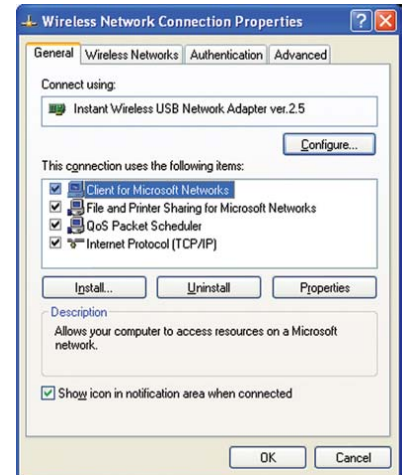 Wireless Network Connection Properties
General Wireless Networks Authentication Advanced
Connect using:
Instant Wireless USB Network Adapter ver.2.5
Configure...
This connection uses the following items:
Client for Microsoft Networks
File and Printer Sharing for Microsoft Networks
QoS Packet Scheduler
Internet Protocol (TCP/IP)
Install... Uninstall Properties
Description
Allows your computer to access resources on a Microsoft
network.
Show icon in notification area when connected
OK Cancel